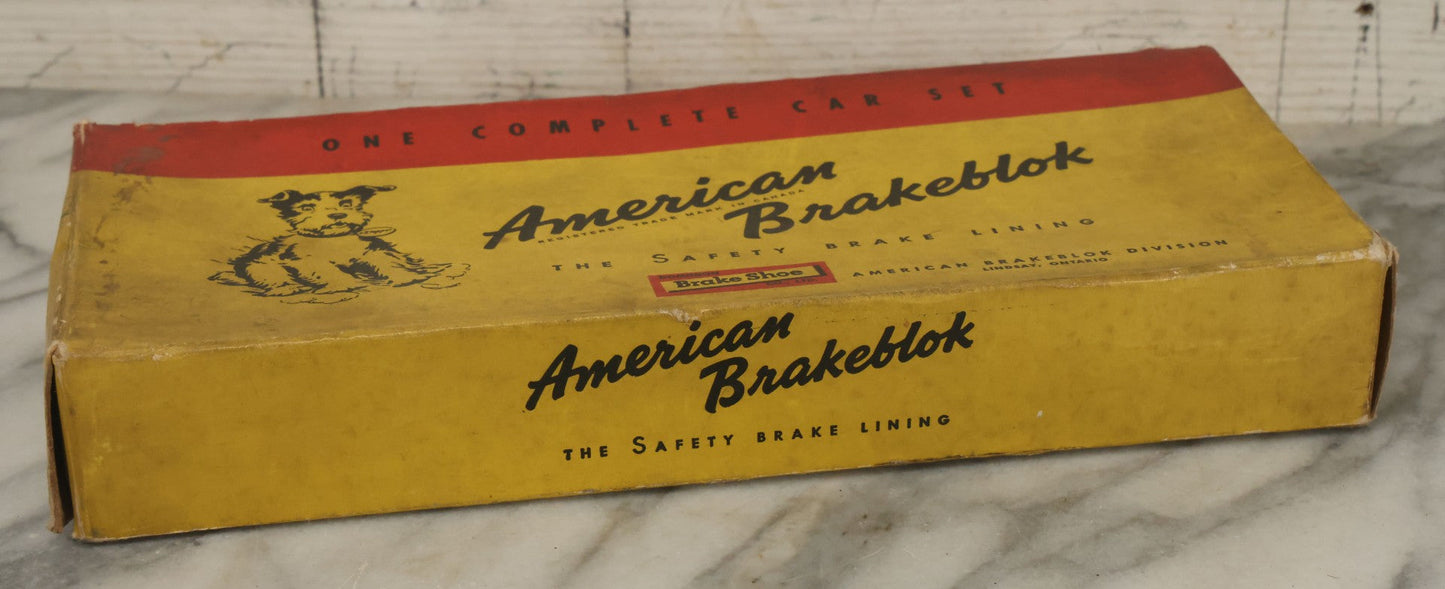 ONE COMPLETE CAR SET
American
REGISTERED TRADE MARK IN CANADA
Brakeblok
THE SAFETY BRAKE LINING
Brake Shoe
AMERICAN BRAKEBLOK DIVISION
LINDSAY, ONTARIO
American
Brakeblok
THE SAFETY BRAKE LINING